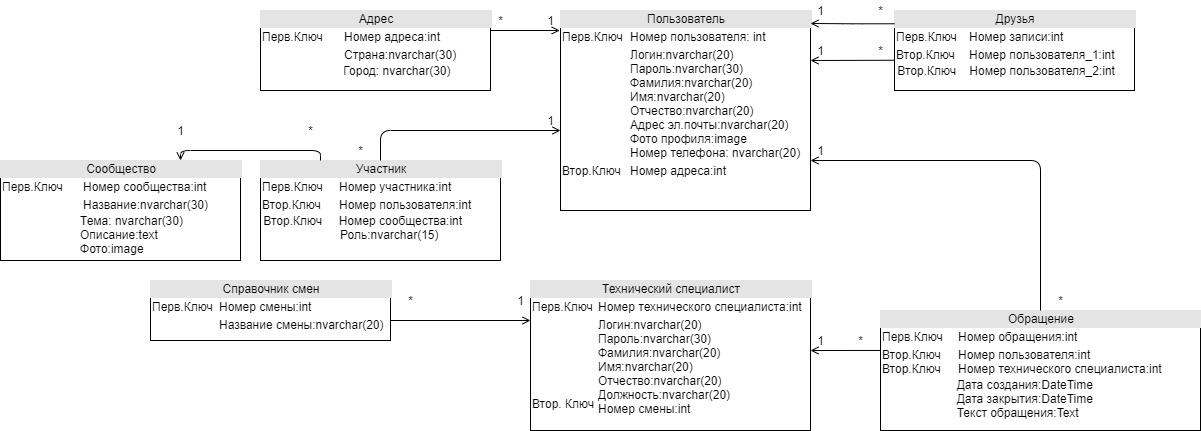 Адрес
Перв.Ключ Номер адреса:int
Страна:nvarchar(30)
Город: nvarchar(30)
*
1
Пользователь
Перв.Ключ Номер пользователя: int
Логин:nvarchar(20)
Пароль:nvarchar(30)
Фамилия:nvarchar(20)
Имя:nvarchar(20)
Отчество:nvarchar(20)
Адрес эл.почты:nvarchar(20)
Фото профиля:image
Номер телефона: nvarchar(20)
Втор.Ключ Номер адреса:int
1
*
1
*
Друзья
Перв.Ключ Номер записи:int
Втор.Ключ Номер пользователя_1:int
Втор.Ключ Номер пользователя_2:int
1
*
*
1
1
Сообщество
Перв.Ключ Номер сообщества:int
Название:nvarchar(30)
Тема: nvarchar(30)
Описание:text
Фото:image
Участник
Перв.Ключ Номер участника:int
Втор.Ключ Номер пользователя:int
Втор.Ключ Номер сообщества:int
Роль:nvarchar(15)
Справочник смен
Перв.Ключ Номер смены:int
Название смены:nvarchar(20)
*
1
Технический специалист
Перв.Ключ Номер технического специалиста:int
Логин:nvarchar(20)
Пароль:nvarchar(30)
Фамилия:nvarchar(20)
Имя:nvarchar(20)
Отчество:nvarchar(20)
Должность:nvarchar(20)
Втор. Ключ Номер смены:int
1
*
*
Обращение
Перв.Ключ Номер обращения:int
Втор.Ключ Номер пользователя:int
Втор.Ключ Номер технического специалиста:int
Дата создания:DateTime
Дата закрытия:DateTime
Текст обращения:Text